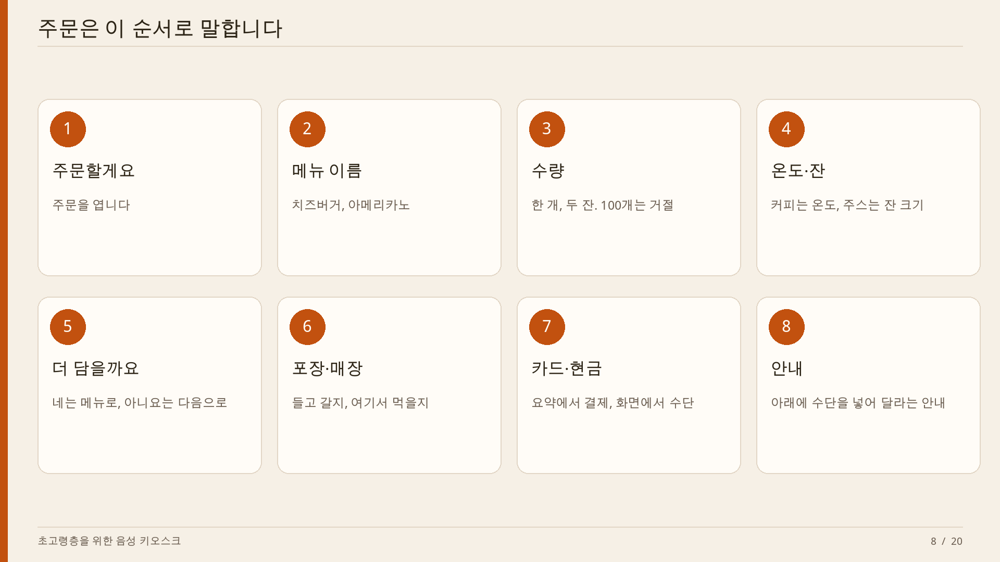 주문은 이 순서로 말합니다
1
주문할게요
주문을 엽니다
2
메뉴 이름
치즈버거, 아메리카노
3
수량
한 개, 두 잔. 100개는 거절
4
온도·잔
커피는 온도, 주스는 잔 크기
5
더 담을까요
네는 메뉴로, 아니요는 다음으로
6
포장·매장
들고 갈지, 여기서 먹을지
7
카드·현금
요약에서 결제, 화면에서 수단
8
안내
아래에 수단을 넣어 달라는 안내
초고령층을 위한 음성 키오스크
8 / 20